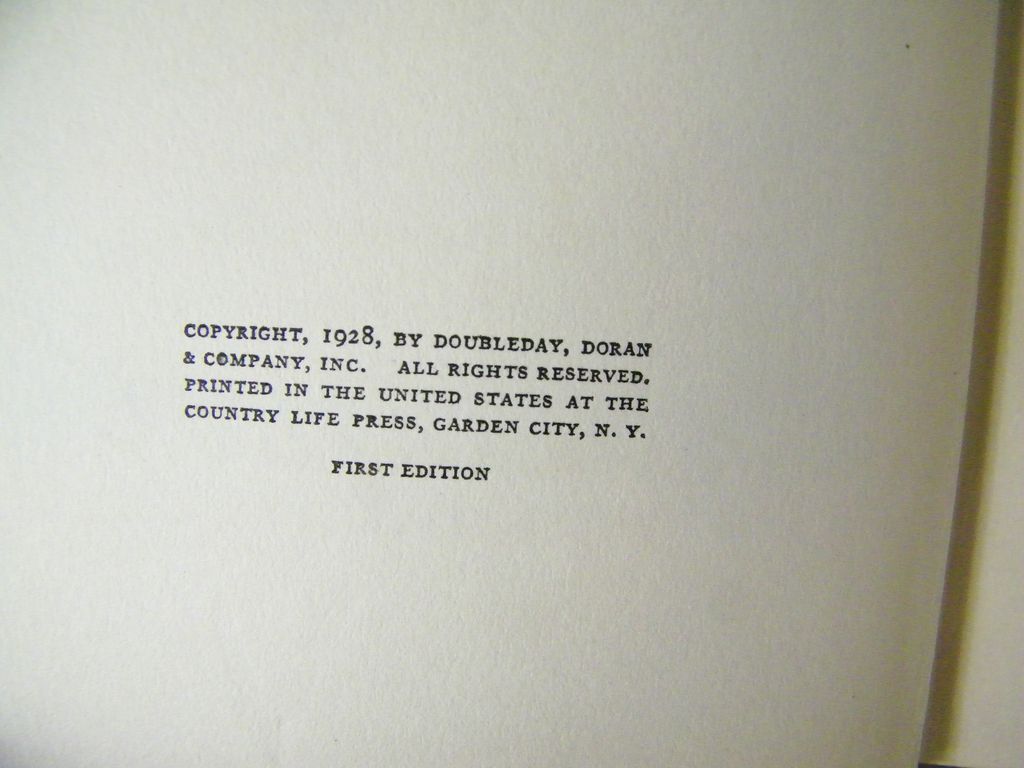 COPYRIGHT, 1928, BY DOUBLEDAY, DORAN
& COMPANY, INC. ALL RIGHTS RESERVED.
PRINTED IN THE UNITED STATES AT THE
COUNTRY LIFE PRESS, GARDEN CITY, N. Y.
FIRST EDITION